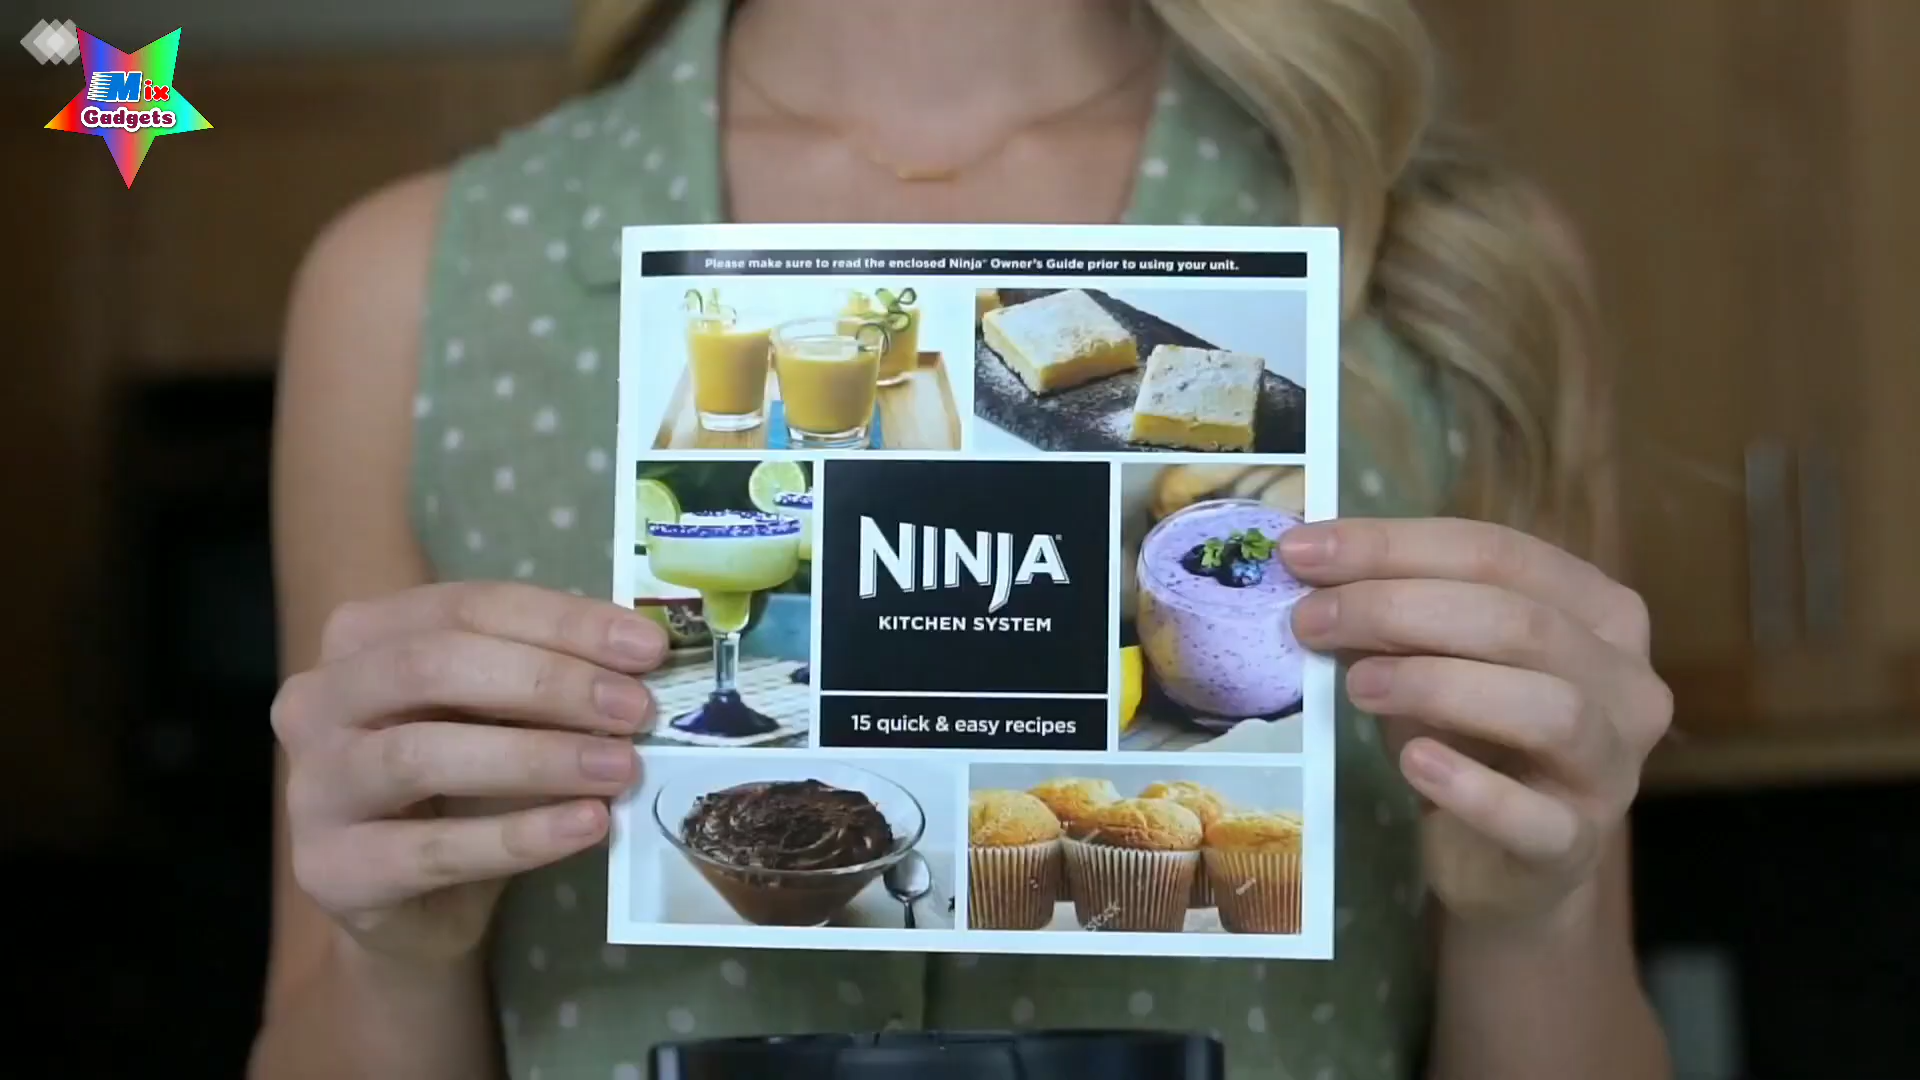 Mix
Gadgets
Please make sure to read the enclosed Ninja® Owner's Guide prior to using your unit.
NINJA®
KITCHEN SYSTEM
15 quick & easy recipes